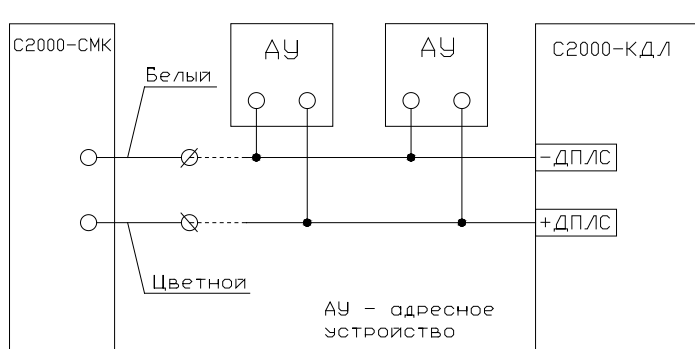 С2000-СМК
АУ
АУ
С2000-КДЛ
Белый
-ДПЛС
+ДПЛС
Цветной
АУ - адресное
устройство